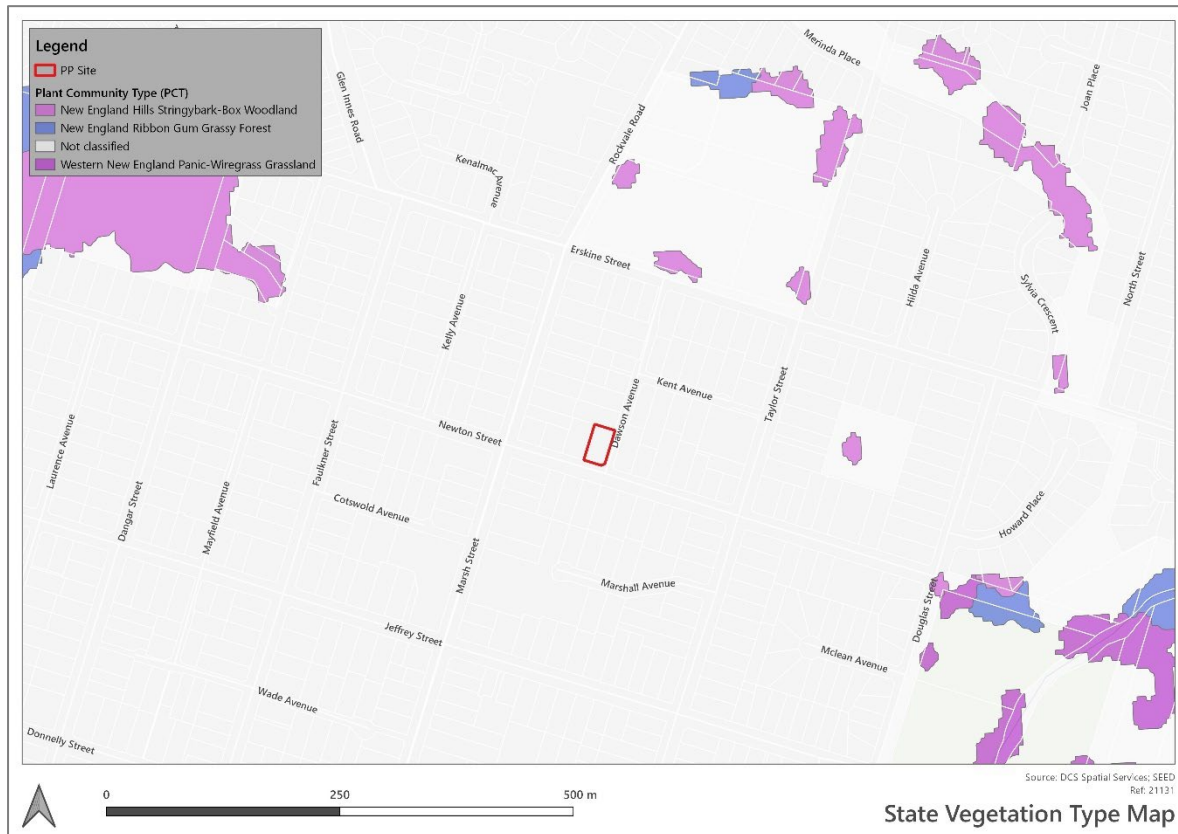 Legend
PP Site
Plant Community Type (PCT)
New England Hills Stringybark-Box Woodland
New England Ribbon Gum Grassy Forest
Not classified
Western New England Panic-Wiregrass Grassland
Merinda Place
Joan Place
Glen Innes Road
Rockvale Road
Kenalmac Avenue
Erskine Street
Hilda Avenue
North Street
Sylvia Crescent
Kelly Avenue
Kent Avenue
Taylor Street
Dawson Avenue
Newton Street
Laurence Avenue
Faulkner Street
Dangar Street
Mayfield Avenue
Cotswold Avenue
Howard Place
Marsh Street
Marshall Avenue
Douglas Street
Jeffrey Street
Mclean Avenue
Wade Avenue
Donnelly Street
0 250 500 m
Source: DCS Spatial Services; SEED
Ref: 21131
State Vegetation Type Map